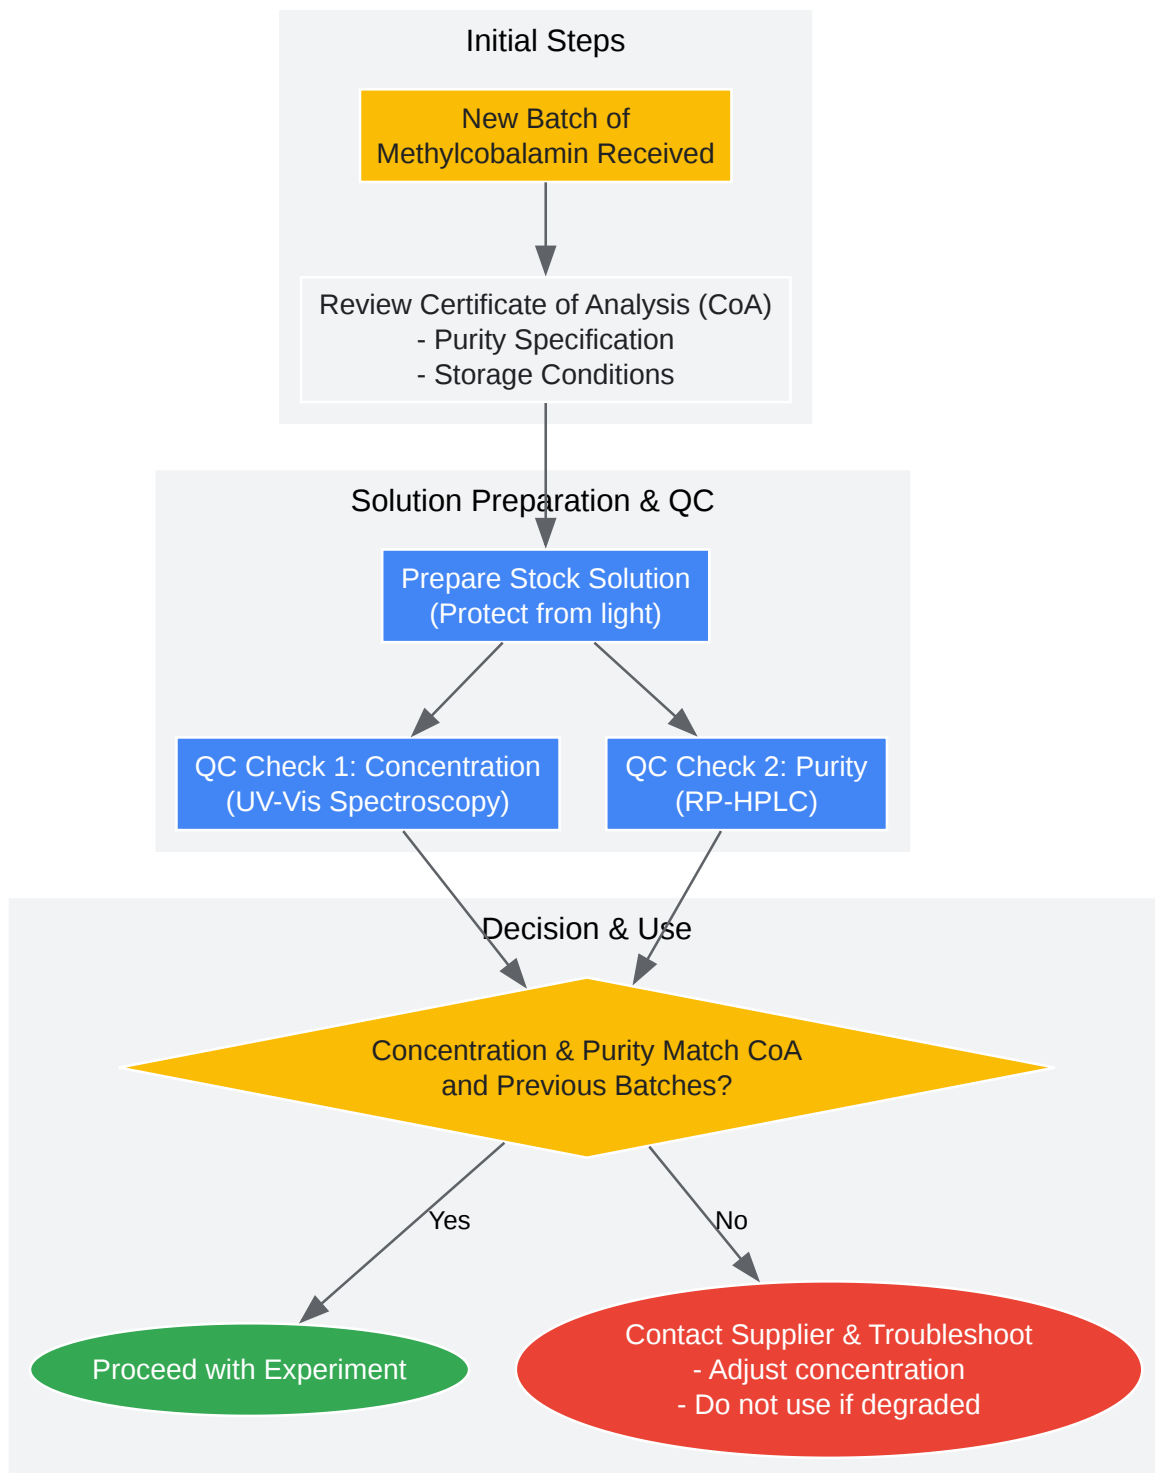 Initial Steps
New Batch of
Methylcobalamin Received
Review Certificate of Analysis (CoA)
- Purity Specification
- Storage Conditions
Solution Preparation & QC
Prepare Stock Solution
(Protect from light)
QC Check 1: Concentration
(UV-Vis Spectroscopy)
QC Check 2: Purity
(RP-HPLC)
Decision & Use
Concentration & Purity Match CoA
and Previous Batches?
Yes
No
Proceed with Experiment
Contact Supplier & Troubleshoot
- Adjust concentration
- Do not use if degraded